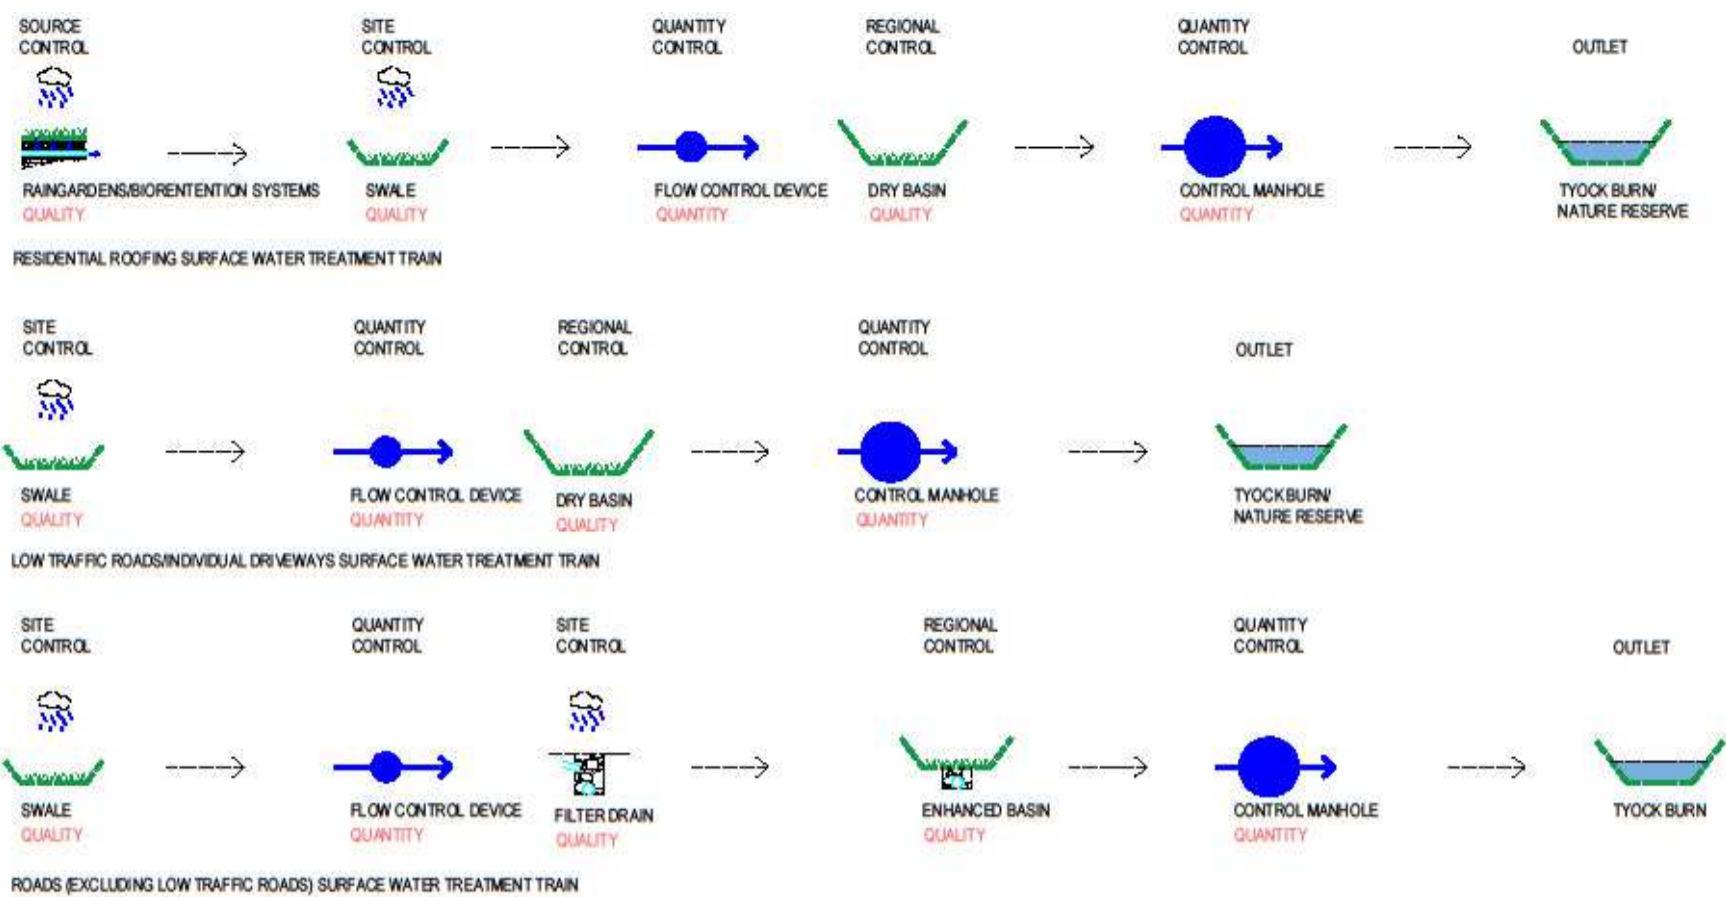 SOURCE
CONTROL
SITE
CONTROL
QUANTITY
CONTROL
REGIONAL
CONTROL
QUANTITY
CONTROL
OUTLET
RAINGARDENS/BIORENTENTION SYSTEMS
QUALITY
SWALE
QUALITY
FLOW CONTROL DEVICE
QUANTITY
DRY BASIN
QUALITY
CONTROL MANHOLE
QUANTITY
TYOCK BURN/
NATURE RESERVE
RESIDENTIAL ROOFING SURFACE WATER TREATMENT TRAIN
SITE
CONTROL
QUANTITY
CONTROL
REGIONAL
CONTROL
QUANTITY
CONTROL
OUTLET
SWALE
QUALITY
FLOW CONTROL DEVICE
QUANTITY
DRY BASIN
QUALITY
CONTROL MANHOLE
QUANTITY
TYOCK BURN/
NATURE RESERVE
LOW TRAFFIC ROADS/INDIVIDUAL DRIVEWAYS SURFACE WATER TREATMENT TRAIN
SITE
CONTROL
QUANTITY
CONTROL
SITE
CONTROL
REGIONAL
CONTROL
QUANTITY
CONTROL
OUTLET
SWALE
QUALITY
FLOW CONTROL DEVICE
QUANTITY
FILTER DRAIN
QUALITY
ENHANCED BASIN
QUALITY
CONTROL MANHOLE
QUANTITY
TYOCK BURN
ROADS (EXCLUDING LOW TRAFFIC ROADS) SURFACE WATER TREATMENT TRAIN